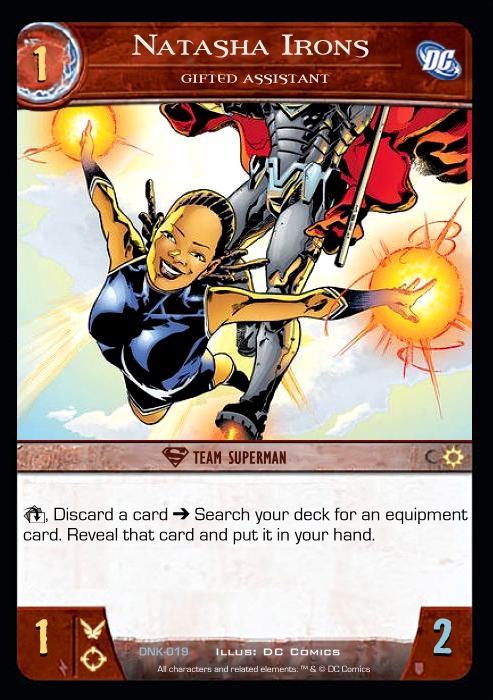 1
NATASHA IRONS
GIFTED ASSISTANT
DC
S TEAM SUPERMAN
C
, Discard a card ➔ Search your deck for an equipment
card. Reveal that card and put it in your hand.
1
2
DNK-019 ILLUS: DC COMICS
All characters and related elements: ™ & © DC Comics